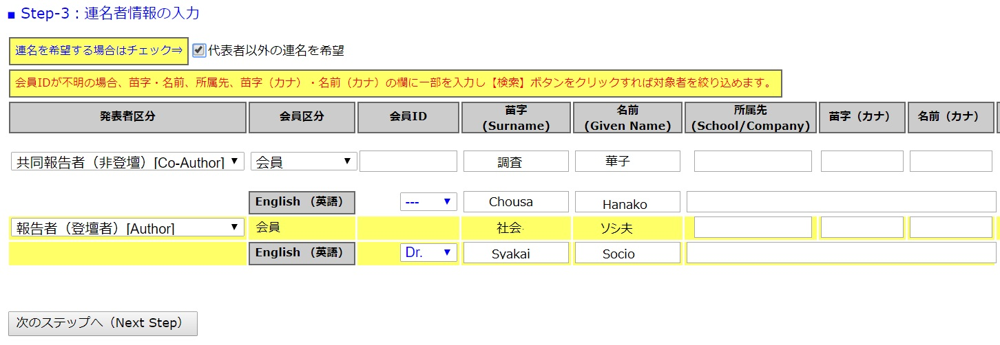 ■ Step-3：連名者情報の入力
連名を希望する場合はチェック⇒ 代表者以外の連名を希望
会員IDが不明の場合、苗字・名前、所属先、苗字（カナ）・名前（カナ）の欄に一部を入力し【検索】ボタンをクリックすれば対象者を絞り込めます。
発表者区分 会員区分 会員ID 苗字 (Surname) 名前 (Given Name) 所属先 (School/Company) 苗字（カナ） 名前（カナ）
共同報告者（非登壇）[Co-Author] 会員 調査 華子
English （英語） --- Chousa Hanako
報告者（登壇者）[Author] 会員 社会 ソシ夫
English （英語） Dr. Syakai Socio
次のステップへ（Next Step）